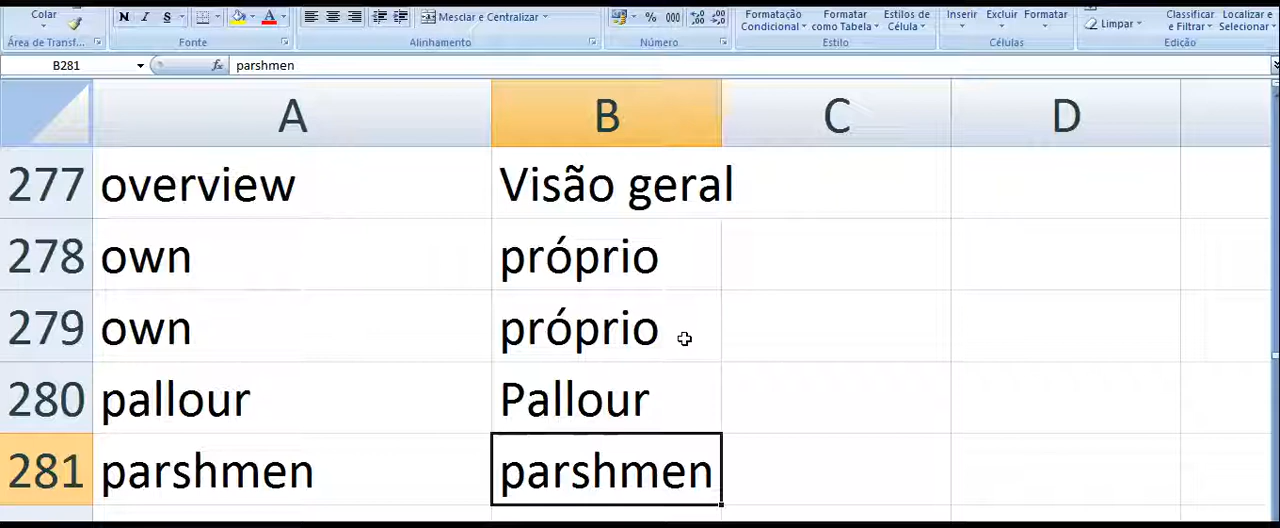 Colar
N I S
A
Mesclar e Centralizar
% 000
Formatação Condicional
Formatar como Tabela
Estilos de Célula
Inserir Excluir Formatar
Limpar
Classificar e Filtrar
Localizar e Selecionar
Área de Transf... Fonte Alinhamento Número Estilo Células Edição
B281 fx parshmen
A B C D
277 overview Visão geral
278 own próprio
279 own próprio
280 pallour Pallour
281 parshmen parshmen